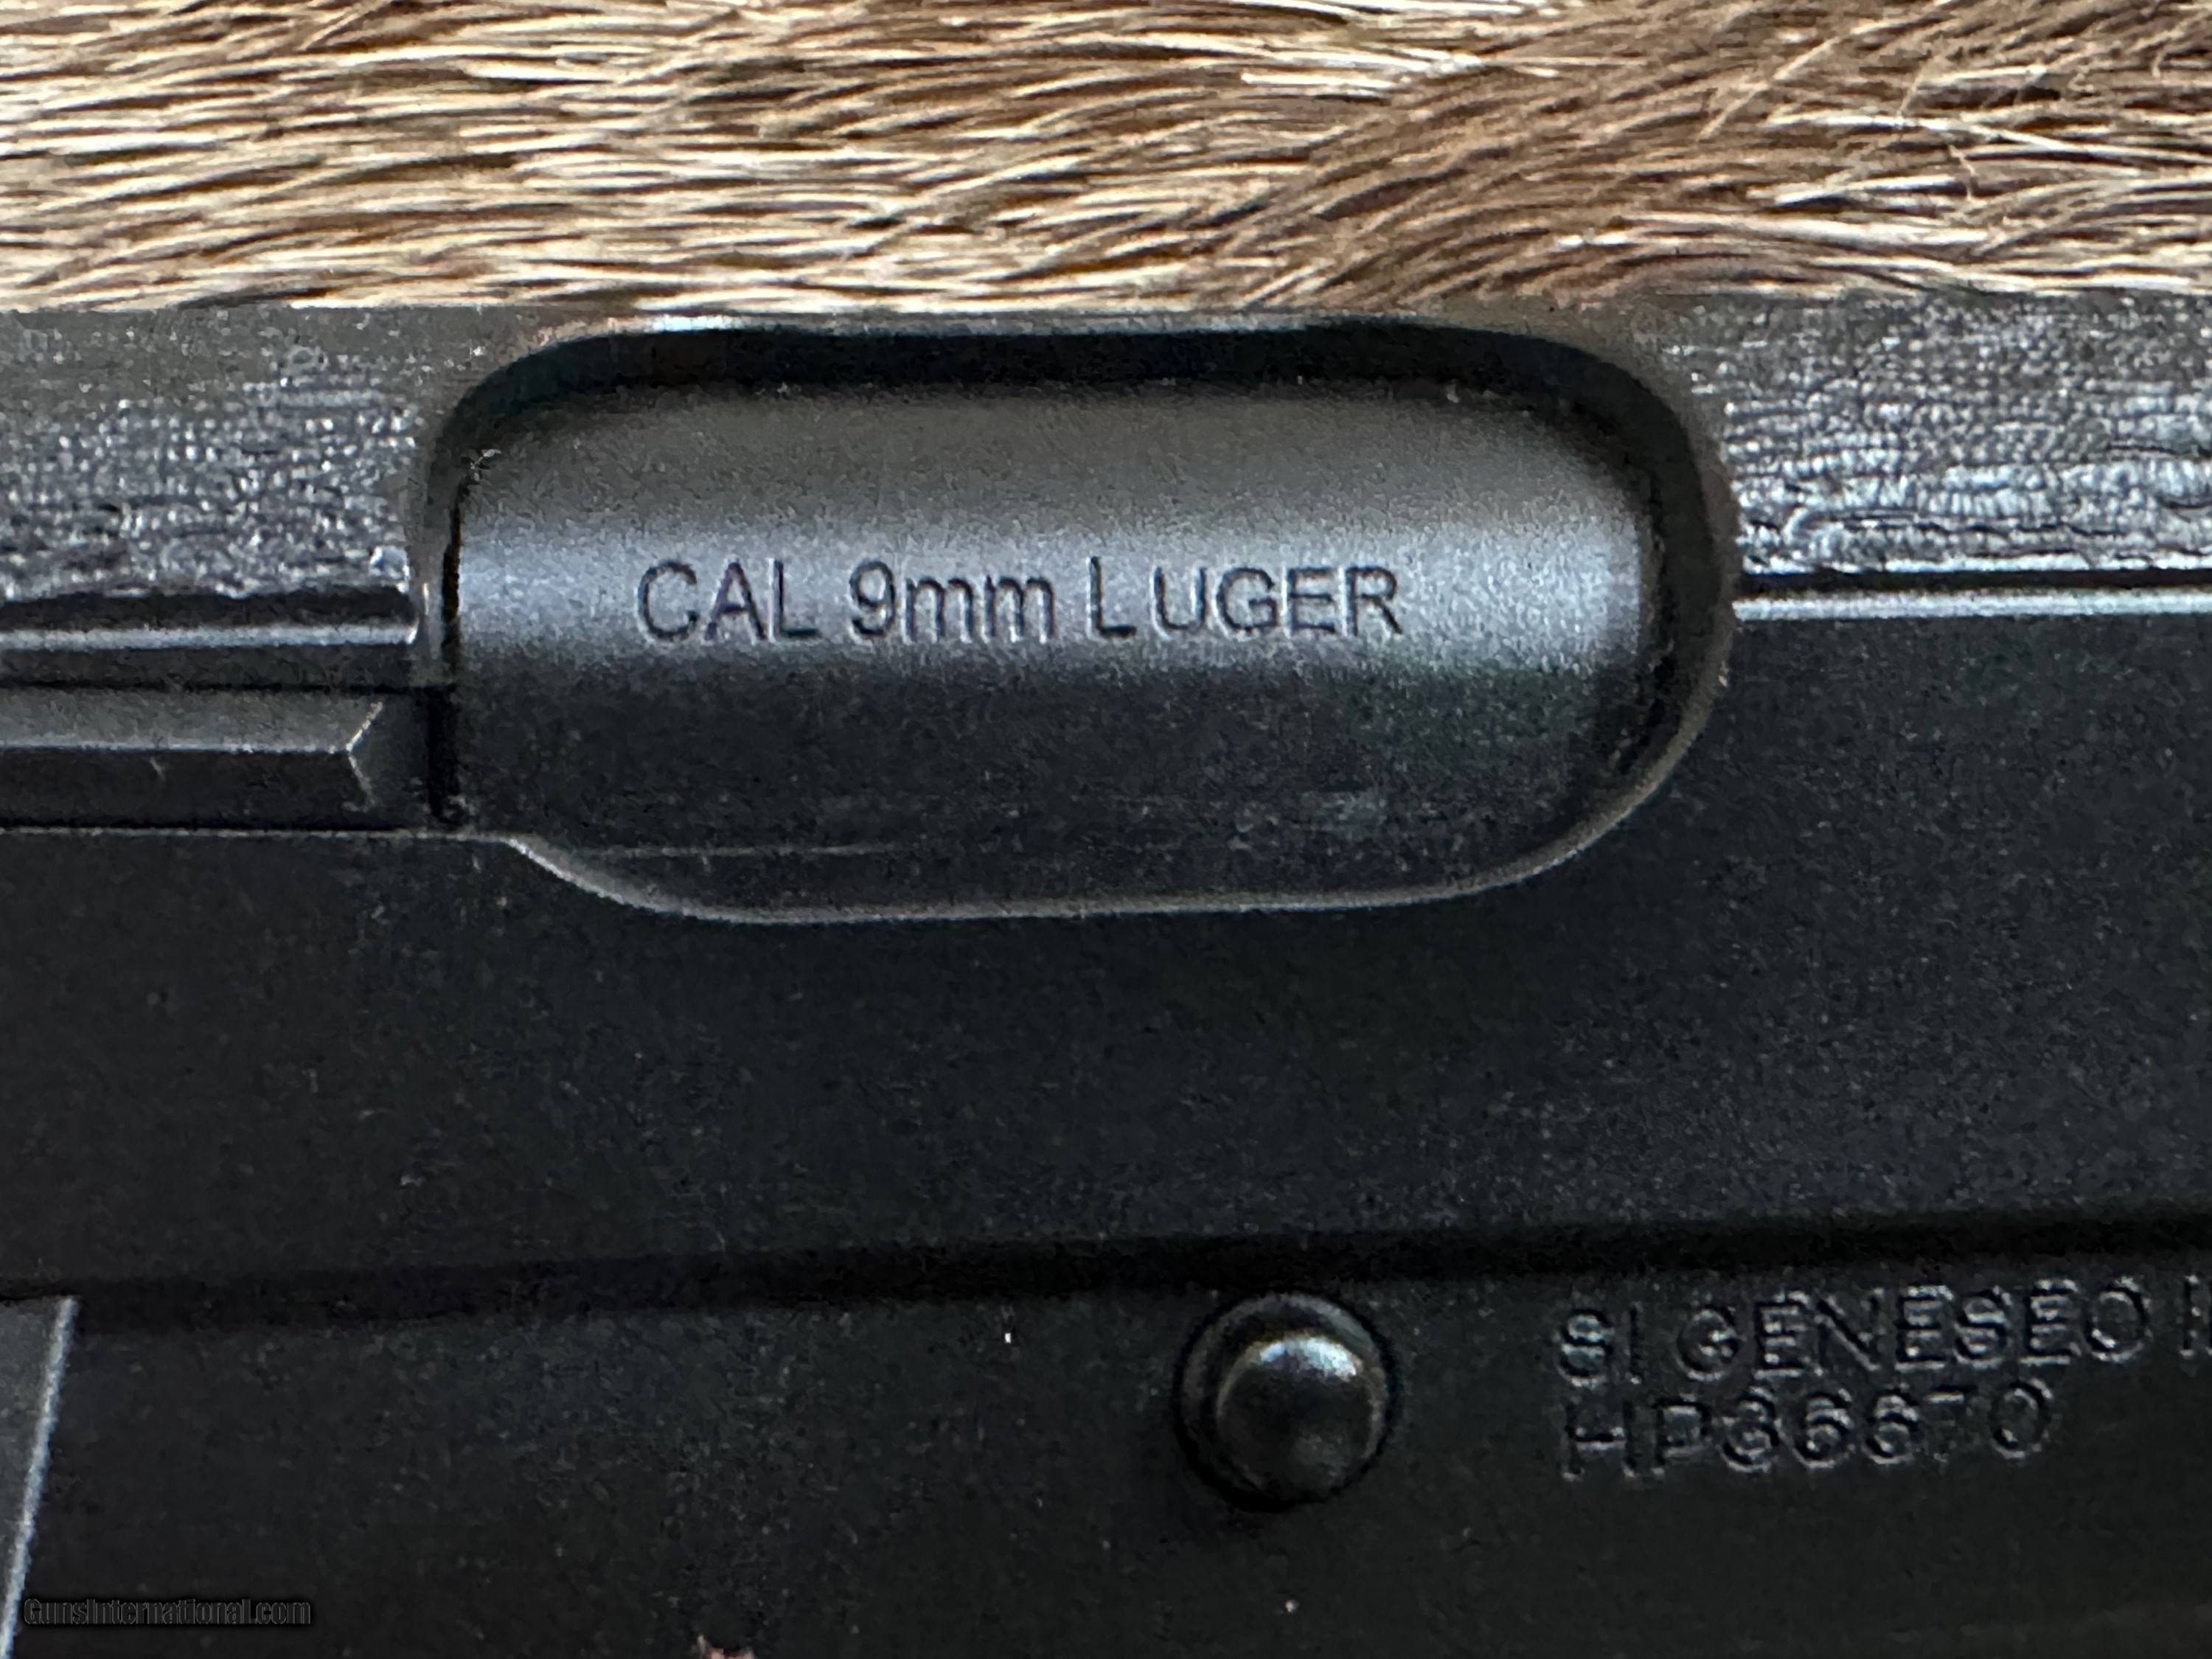 CAL 9mm LUGER
SI GENESEO
HP36670
GunsInternational.com